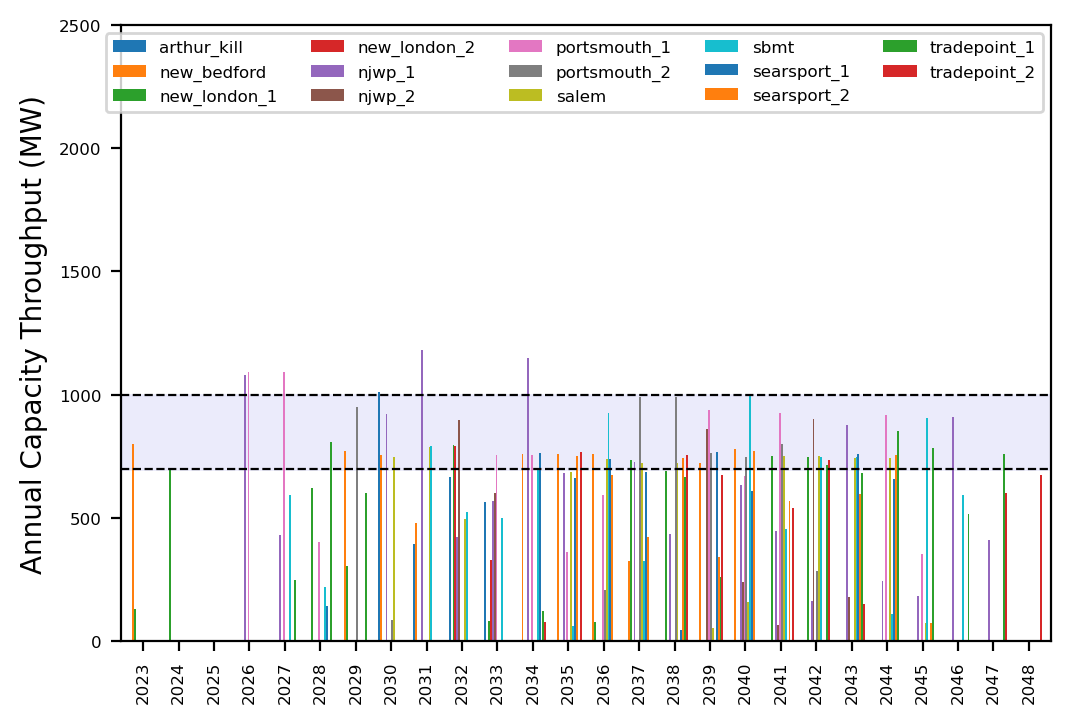 2500
arthur_kill new_london_2 portsmouth_1 sbmt tradepoint_1
new_bedford njwp_1 portsmouth_2 searsport_1 tradepoint_2
new_london_1 njwp_2 salem searsport_2
2000
1500
1000
500
0
Annual Capacity Throughput (MW)
2023 2024 2025 2026 2027 2028 2029 2030 2031 2032 2033 2034 2035 2036 2037 2038 2039 2040 2041 2042 2043 2044 2045 2046 2047 2048